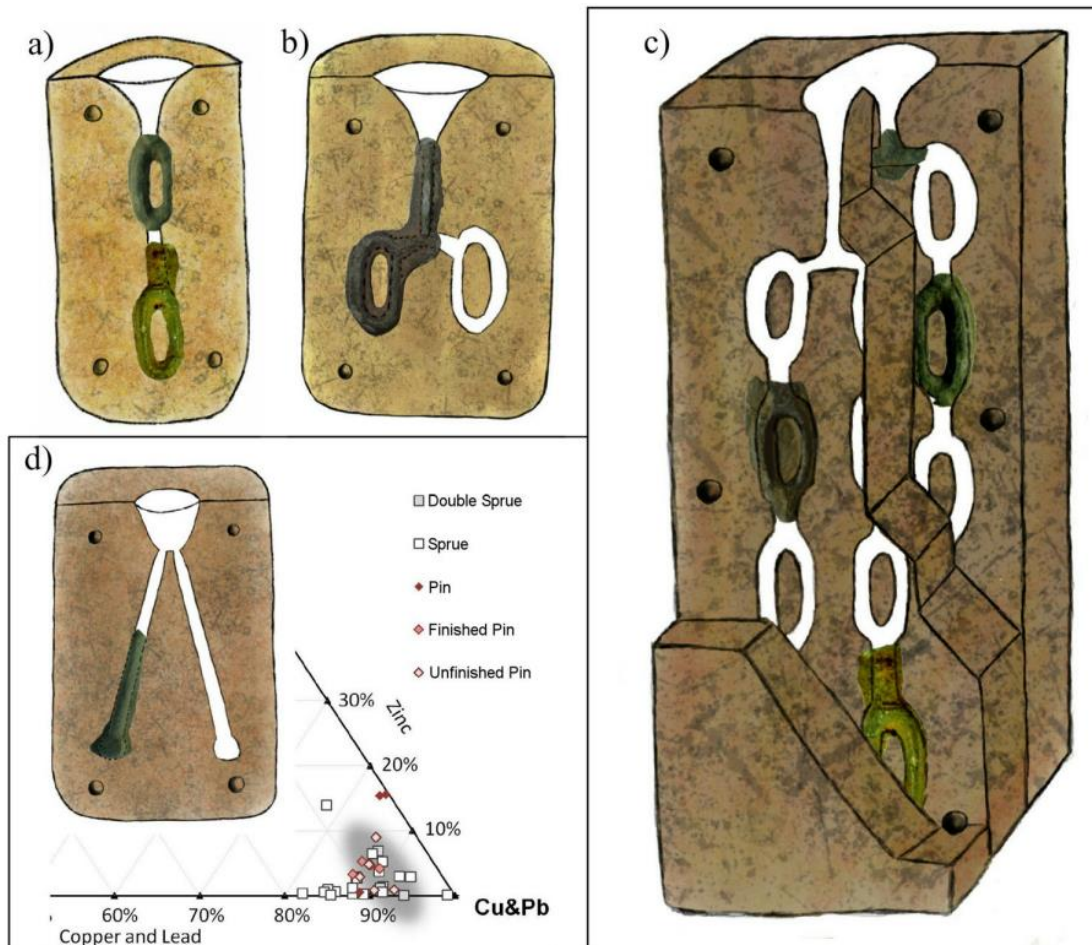 a)
b)
c)
d)
Double Sprue
Sprue
Pin
Finished Pin
Unfinished Pin
30%
Zinc
20%
10%
Cu&Pb
60%
70%
80%
90%
Copper and Lead